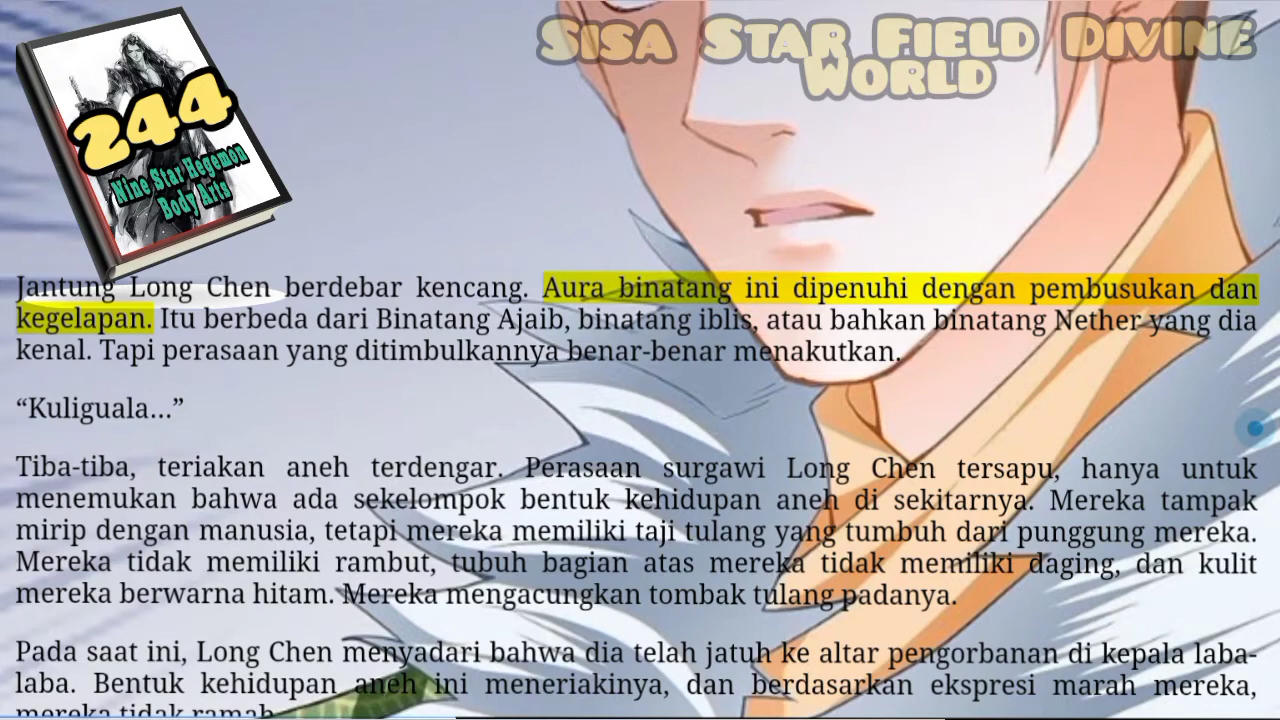 Sisa Star Field Divine
World
244
Nine Star Hegemon
Body Arts
Jantung Long Chen berdebar kencang. Aura binatang ini dipenuhi dengan pembusukan dan
kegelapan. Itu berbeda dari Binatang Ajaib, binatang iblis, atau bahkan binatang Nether yang dia
kenal. Tapi perasaan yang ditimbulkannya benar-benar menakutkan.
“Kuliguala...”
Tiba-tiba, teriakan aneh terdengar. Perasaan surgawi Long Chen tersapu, hanya untuk
menemukan bahwa ada sekelompok bentuk kehidupan aneh di sekitarnya. Mereka tampak
mirip dengan manusia, tetapi mereka memiliki taji tulang yang tumbuh dari punggung mereka.
Mereka tidak memiliki rambut, tubuh bagian atas mereka tidak memiliki daging, dan kulit
mereka berwarna hitam. Mereka mengacungkan tombak tulang padanya.
Pada saat ini, Long Chen menyadari bahwa dia telah jatuh ke altar pengorbanan di kepala laba-
laba. Bentuk kehidupan aneh ini meneriakinya, dan berdasarkan ekspresi marah mereka,
mereka tidak ramah.